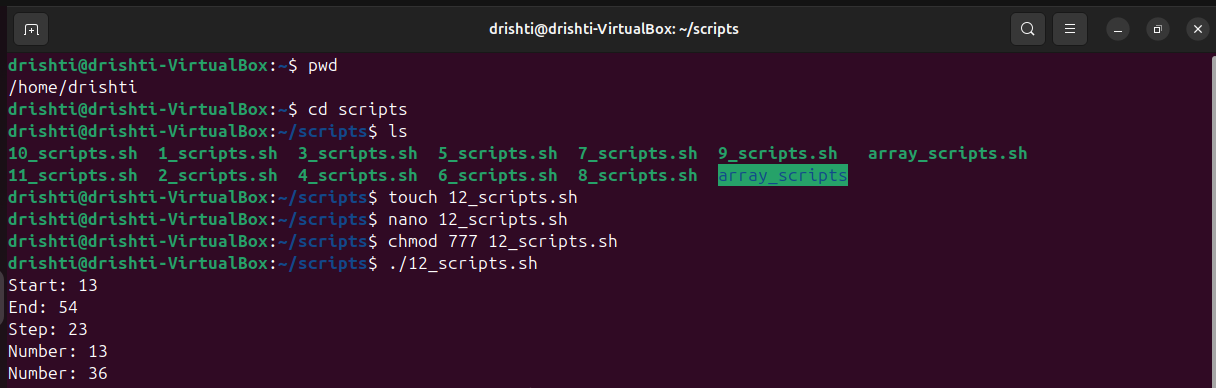 drishti@drishti-VirtualBox: ~/scripts
drishti@drishti-VirtualBox:~$ pwd
/home/drishti
drishti@drishti-VirtualBox:~$ cd scripts
drishti@drishti-VirtualBox:~/scripts$ ls
10_scripts.sh  1_scripts.sh  3_scripts.sh  5_scripts.sh  7_scripts.sh  9_scripts.sh   array_scripts.sh
11_scripts.sh  2_scripts.sh  4_scripts.sh  6_scripts.sh  8_scripts.sh  array_scripts
drishti@drishti-VirtualBox:~/scripts$ touch 12_scripts.sh
drishti@drishti-VirtualBox:~/scripts$ nano 12_scripts.sh
drishti@drishti-VirtualBox:~/scripts$ chmod 777 12_scripts.sh
drishti@drishti-VirtualBox:~/scripts$ ./12_scripts.sh
Start: 13
End: 54
Step: 23
Number: 13
Number: 36